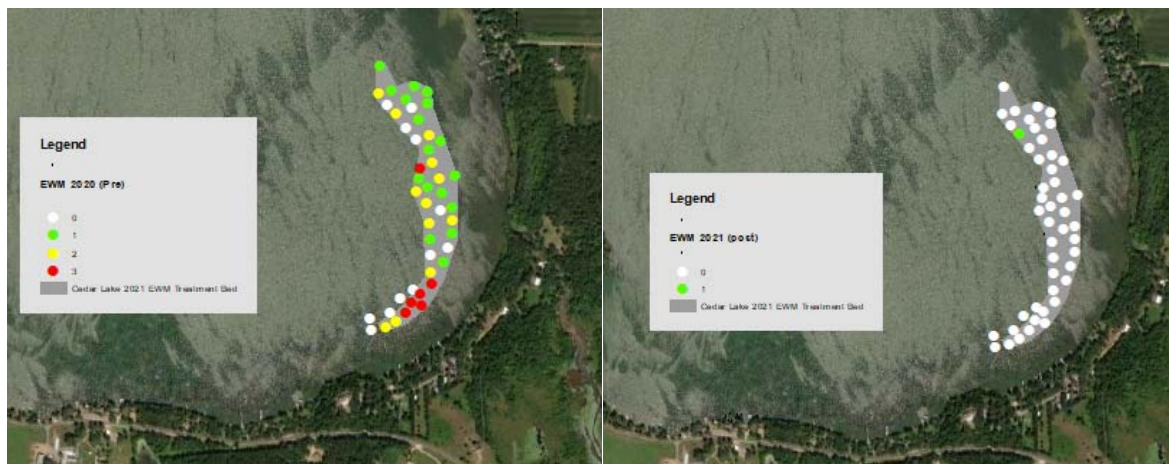 Legend
EWM 2020 (Pre)
0
1
2
3
Cedar Lake 2021 EWM Treatment Bed
Legend
EWM 2021 (post)
0
1
Cedar Lake 2021 EWM Treatment Bed